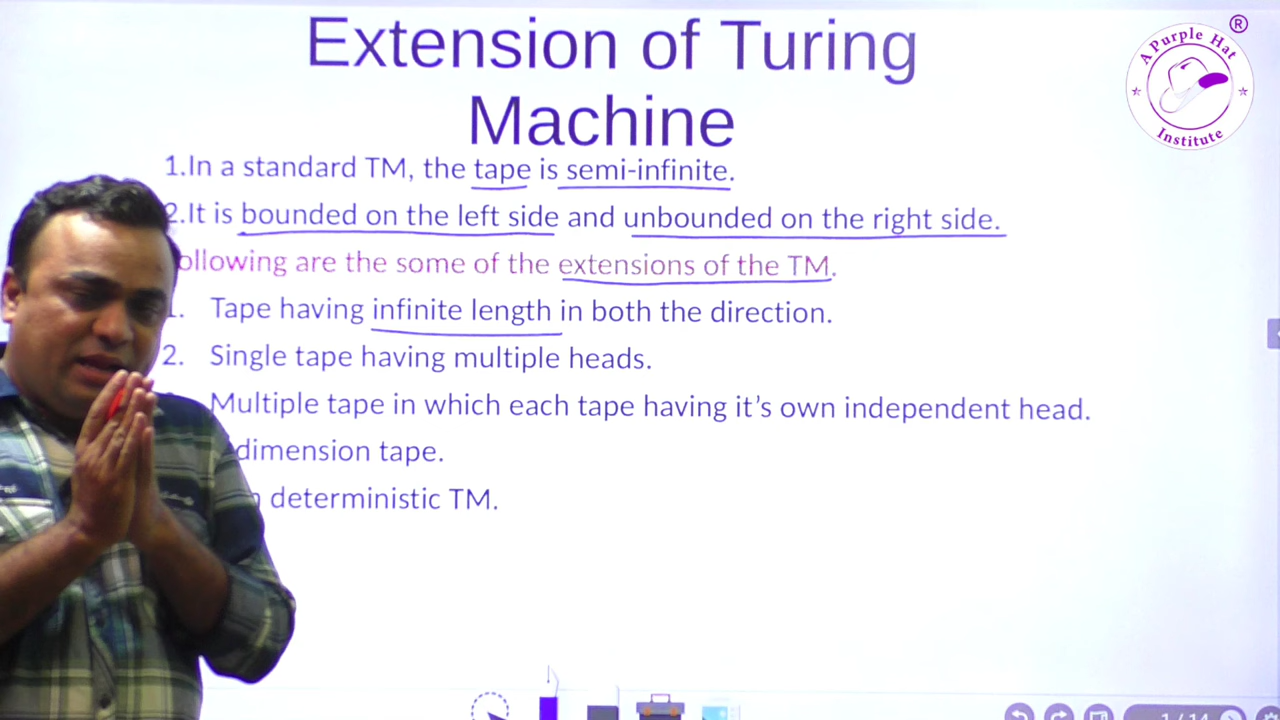 Extension of Turing
Machine
A Purple Hat
Institute
®
1.In a standard TM, the tape is semi-infinite.
2.It is bounded on the left side and unbounded on the right side.
ollowing are the some of the extensions of the TM.
1. Tape having infinite length in both the direction.
2. Single tape having multiple heads.
Multiple tape in which each tape having it's own independent head.
dimension tape.
deterministic TM.